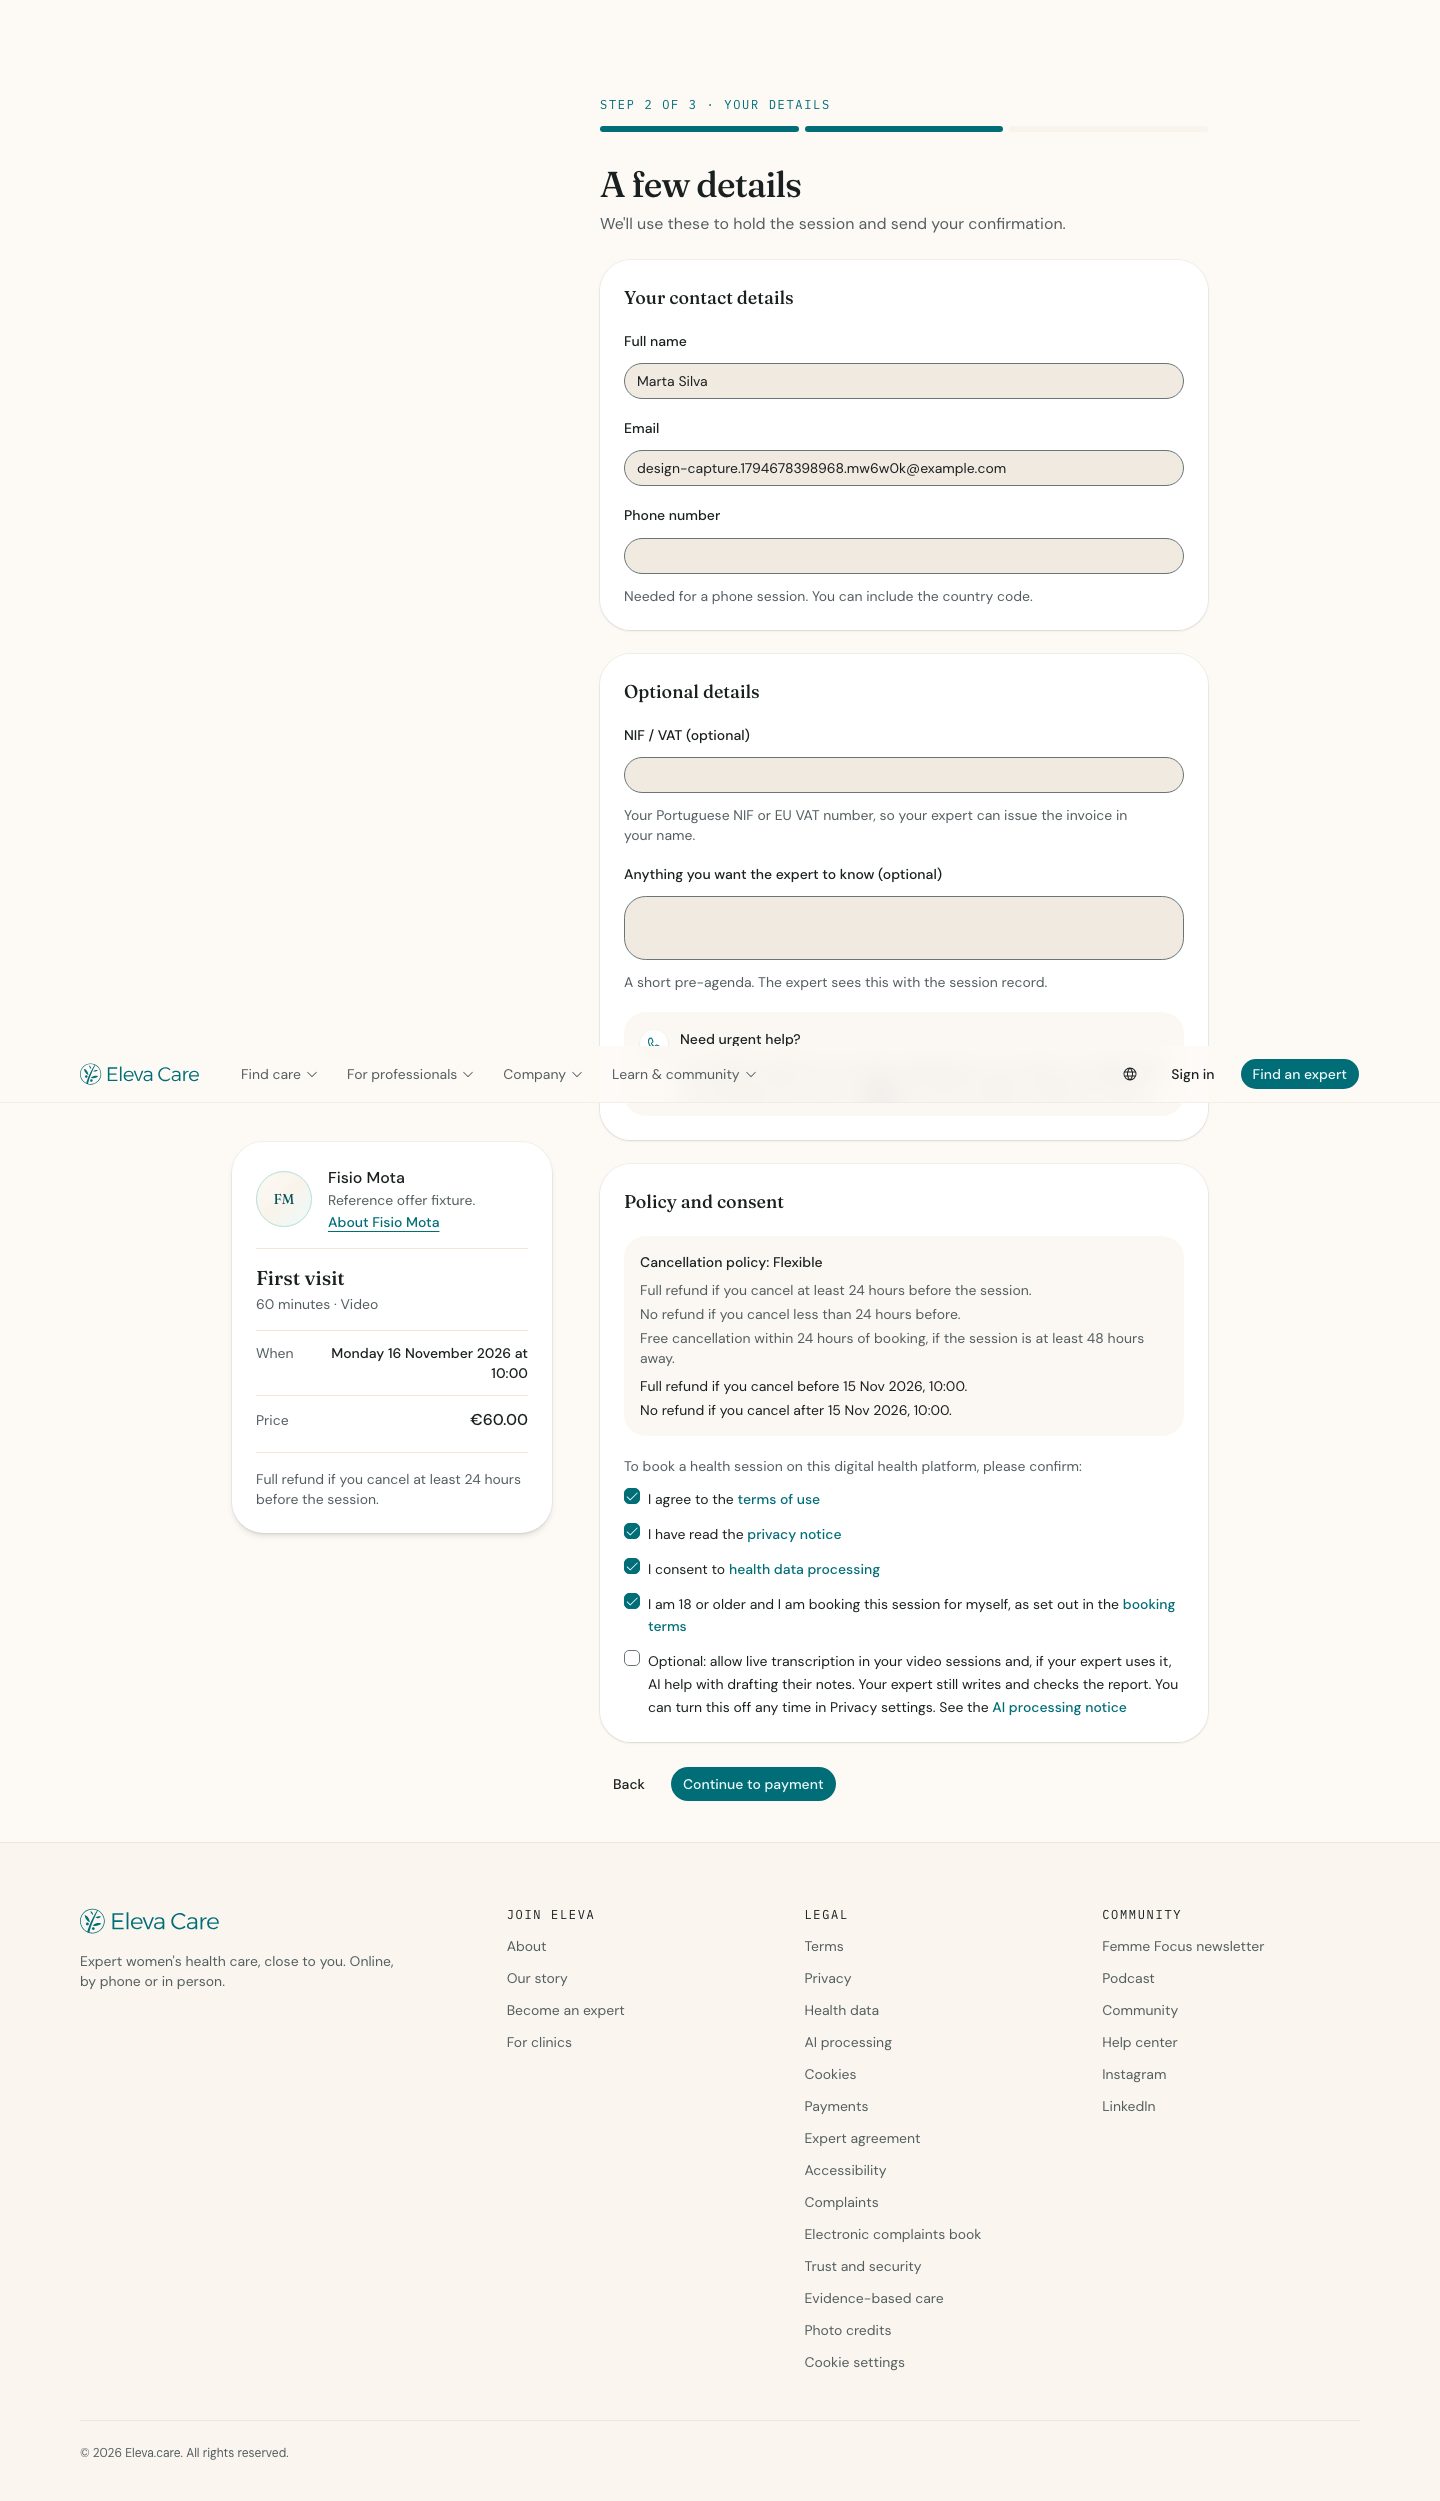 STEP 2 OF 3 · YOUR DETAILS
A few details
We'll use these to hold the session and send your confirmation.
Your contact details
Full name
Marta Silva
Email
design-capture.1794678398968.mw6w0k@example.com
Phone number
Needed for a phone session. You can include the country code.
Optional details
NIF / VAT (optional)
Your Portuguese NIF or EU VAT number, so your expert can issue the invoice in
your name.
Anything you want the expert to know (optional)
A short pre-agenda. The expert sees this with the session record.
Need urgent help?
Eleva Care
Find care
For professionals
Company
Learn & community
Sign in
Find an expert
FM
Fisio Mota
Reference offer fixture.
About Fisio Mota
First visit
60 minutes · Video
When
Monday 16 November 2026 at
10:00
Price
€60.00
Full refund if you cancel at least 24 hours
before the session.
Policy and consent
Cancellation policy: Flexible
Full refund if you cancel at least 24 hours before the session.
No refund if you cancel less than 24 hours before.
Free cancellation within 24 hours of booking, if the session is at least 48 hours
away.
Full refund if you cancel before 15 Nov 2026, 10:00.
No refund if you cancel after 15 Nov 2026, 10:00.
To book a health session on this digital health platform, please confirm:
I agree to the terms of use
I have read the privacy notice
I consent to health data processing
I am 18 or older and I am booking this session for myself, as set out in the booking
terms
Optional: allow live transcription in your video sessions and, if your expert uses it,
AI help with drafting their notes. Your expert still writes and checks the report. You
can turn this off any time in Privacy settings. See the AI processing notice
Back
Continue to payment
Eleva Care
Expert women's health care, close to you. Online,
by phone or in person.
JOIN ELEVA
About
Our story
Become an expert
For clinics
LEGAL
Terms
Privacy
Health data
AI processing
Cookies
Payments
Expert agreement
Accessibility
Complaints
Electronic complaints book
Trust and security
Evidence-based care
Photo credits
Cookie settings
COMMUNITY
Femme Focus newsletter
Podcast
Community
Help center
Instagram
LinkedIn
© 2026 Eleva.care. All rights reserved.